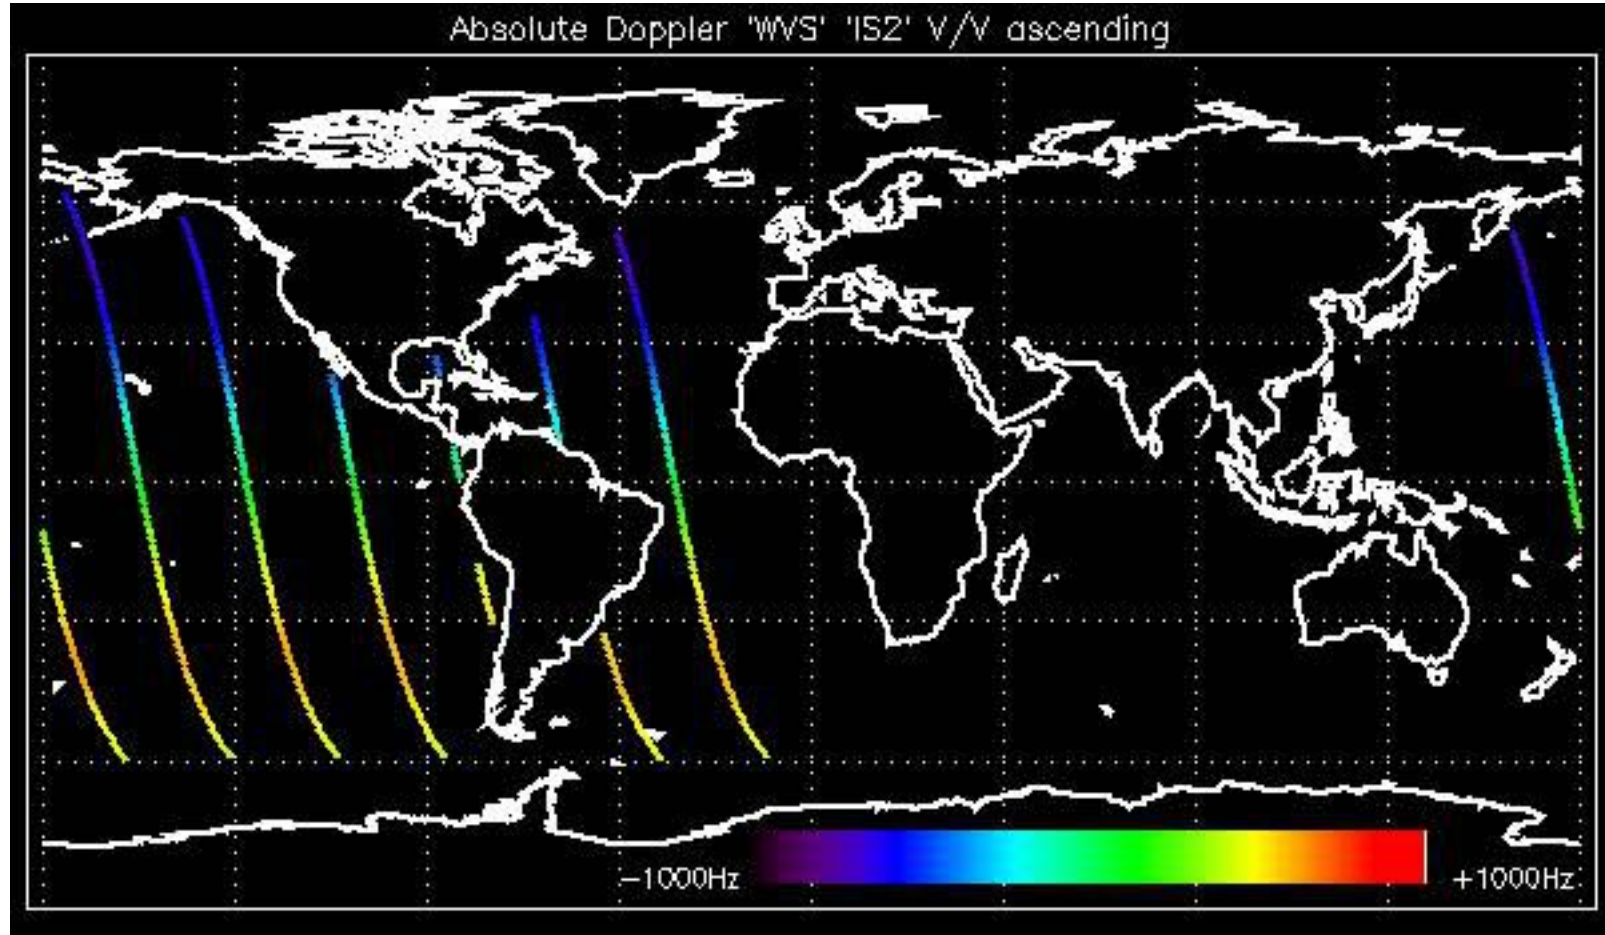 Absolute Doppler 'WVS' 'IS2' V/V ascending
−1000Hz
+1000Hz